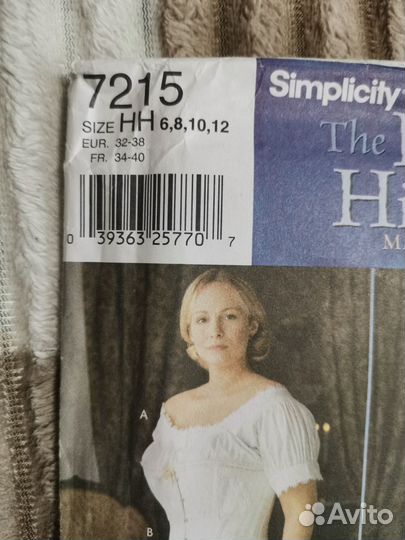 7215
SIZE HH 6,8,10,12
EUR. 32-38
FR. 34-40
0 39363 25770 7
Simplicity
The
Hi
M
A
B
Avito